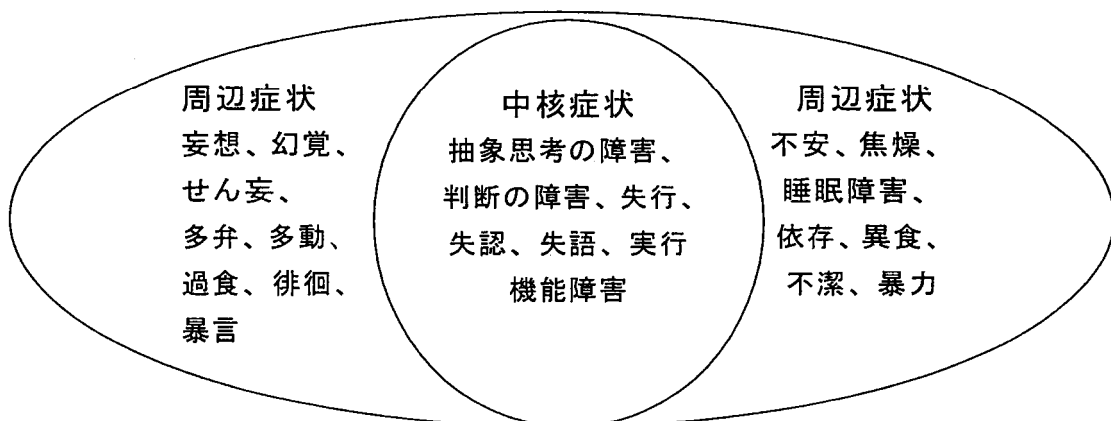 周辺症状
妄想、幻覚、
せん妄、
多弁、多動、
過食、徘徊、
暴言
中核症状
抽象思考の障害、
判断の障害、失行、
失認、失語、実行
機能障害
周辺症状
不安、焦燥、
睡眠障害、
依存、異食、
不潔、暴力